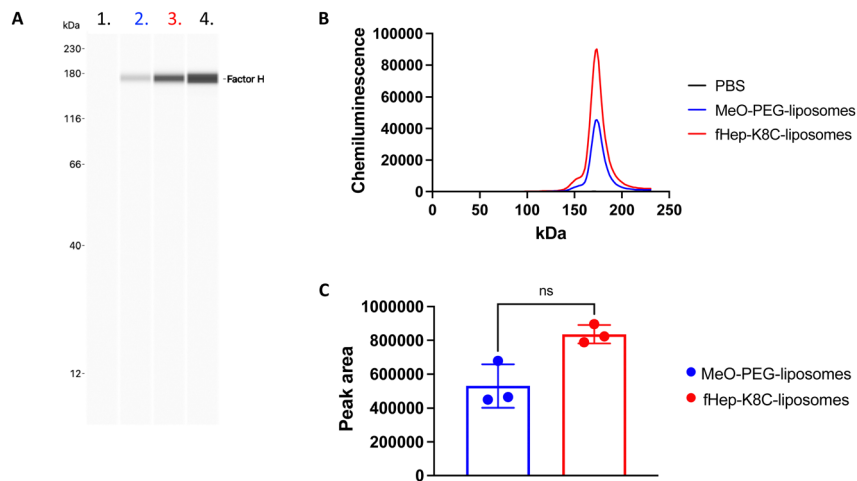 A
kDa
1. 2. 3. 4.
230-
180-
-Factor H
116-
66-
40-
12-
B
100000
80000
60000
40000
20000
0
Chemiluminescence
0 50 100 150 200 250
kDa
PBS
MeO-PEG-liposomes
fHep-K8C-liposomes
C
ns
1000000
800000
600000
400000
200000
0
Peak area
MeO-PEG-liposomes
fHep-K8C-liposomes